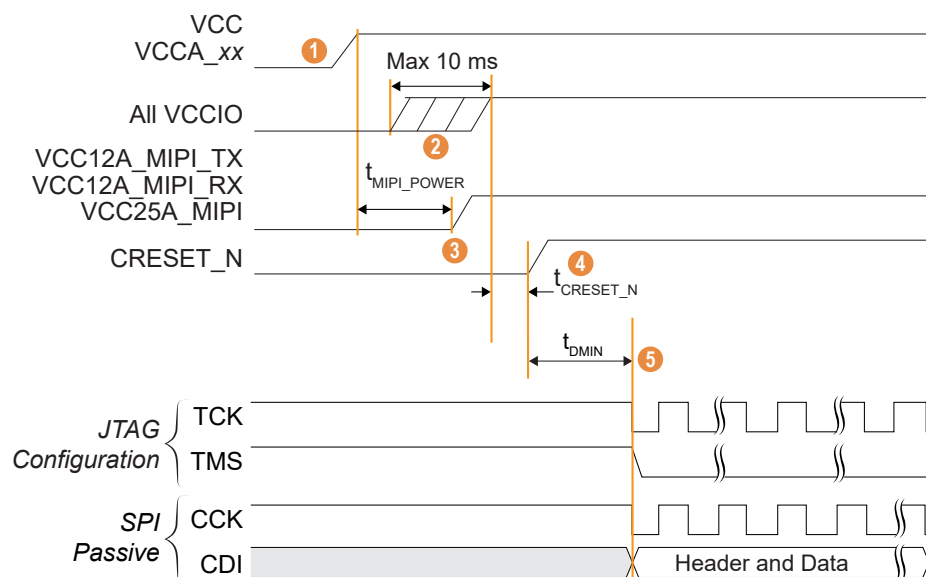 VCC
VCCA_xx
1
Max 10 ms
All VCCIO
2
VCC12A_MIPI_TX
VCC12A_MIPI_RX
VCC25A_MIPI
tMIPI_POWER
3
CRESET_N
4
tCRESET_N
tDMIN
5
JTAG
Configuration
TCK
TMS
SPI
Passive
CCK
CDI
Header and Data